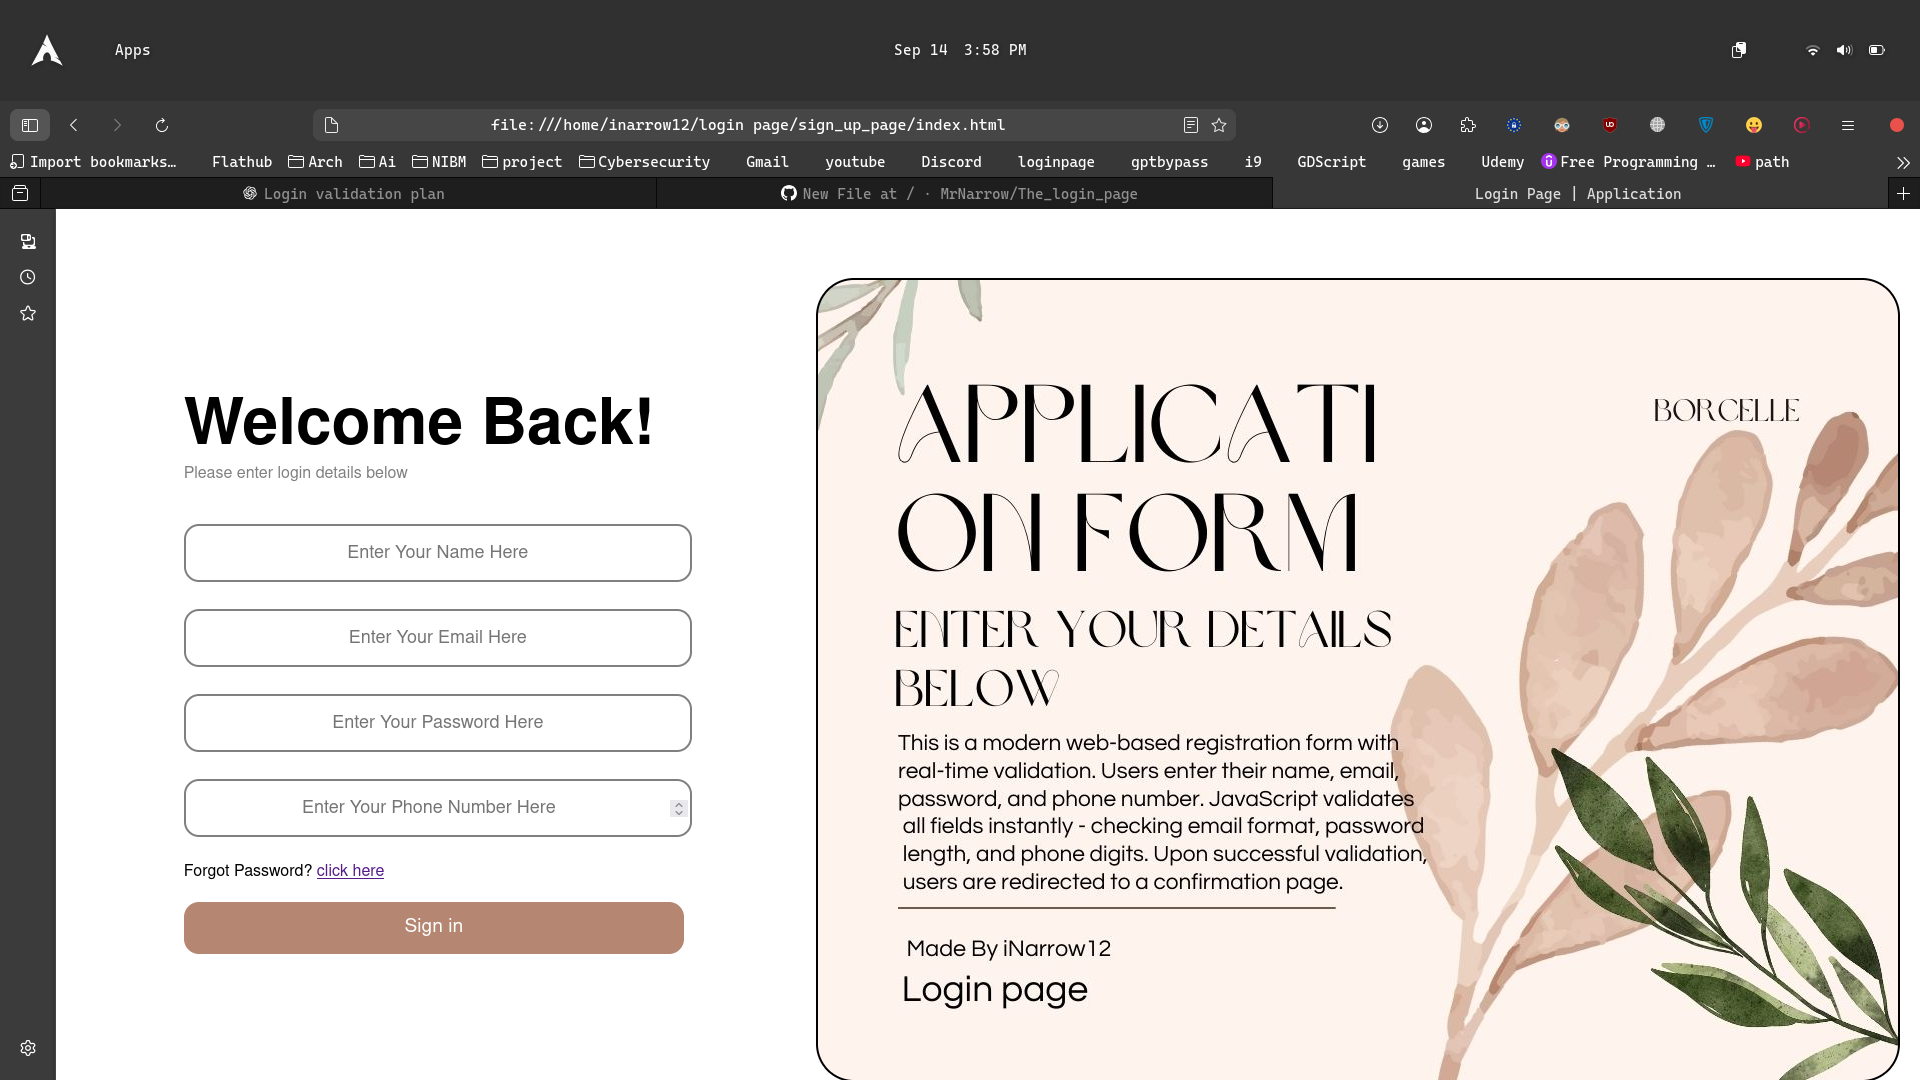 Apps
Sep 14 3:58 PM
file:///home/inarrow12/login page/sign_up_page/index.html
Import bookmarks…
Flathub
Arch
Ai
NIBM
project
Cybersecurity
Gmail
youtube
Discord
loginpage
gptbypass
i9
GDScript
games
Udemy
Free Programming …
path
Login validation plan
New File at / · MrNarrow/The_login_page
Login Page | Application
Welcome Back!
Please enter login details below
Enter Your Name Here
Enter Your Email Here
Enter Your Password Here
Enter Your Phone Number Here
Forgot Password? click here
Sign in
APPLICATI
ON FORM
BORCELLE
ENTER YOUR DETAILS
BELOW
This is a modern web-based registration form with
real-time validation. Users enter their name, email,
password, and phone number. JavaScript validates
all fields instantly - checking email format, password
length, and phone digits. Upon successful validation,
users are redirected to a confirmation page.
Made By iNarrow12
Login page